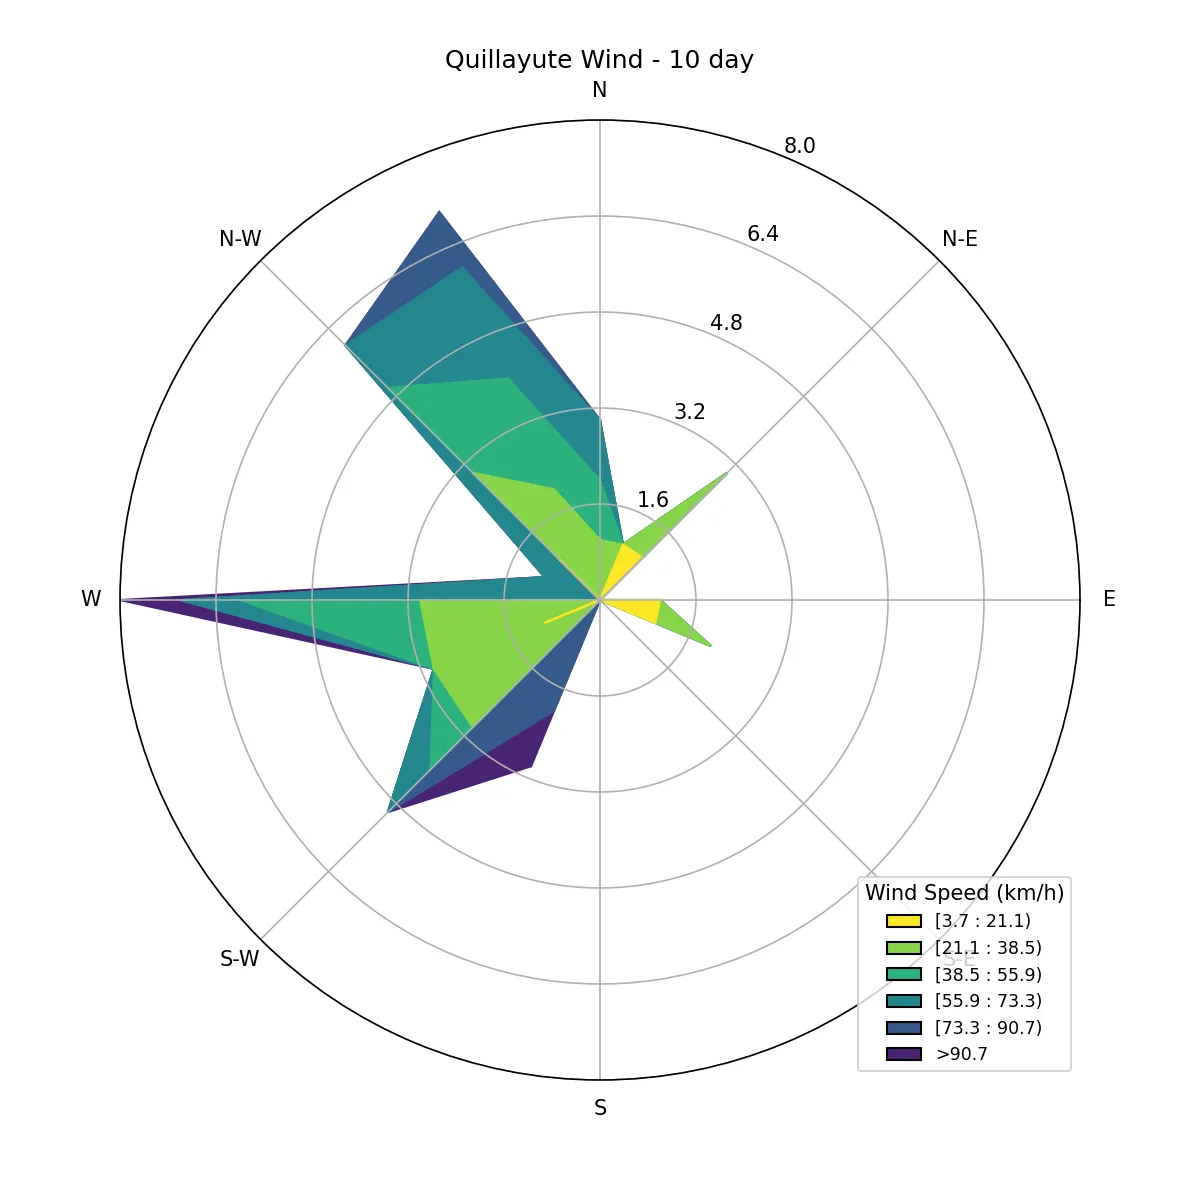 Quillayute Wind - 10 day
N
8.0
N-W
6.4
N-E
4.8
3.2
1.6
W
E
S-W
S-E
Wind Speed (km/h)
[3.7 : 21.1)
[21.1 : 38.5)
[38.5 : 55.9)
[55.9 : 73.3)
[73.3 : 90.7)
>90.7
S